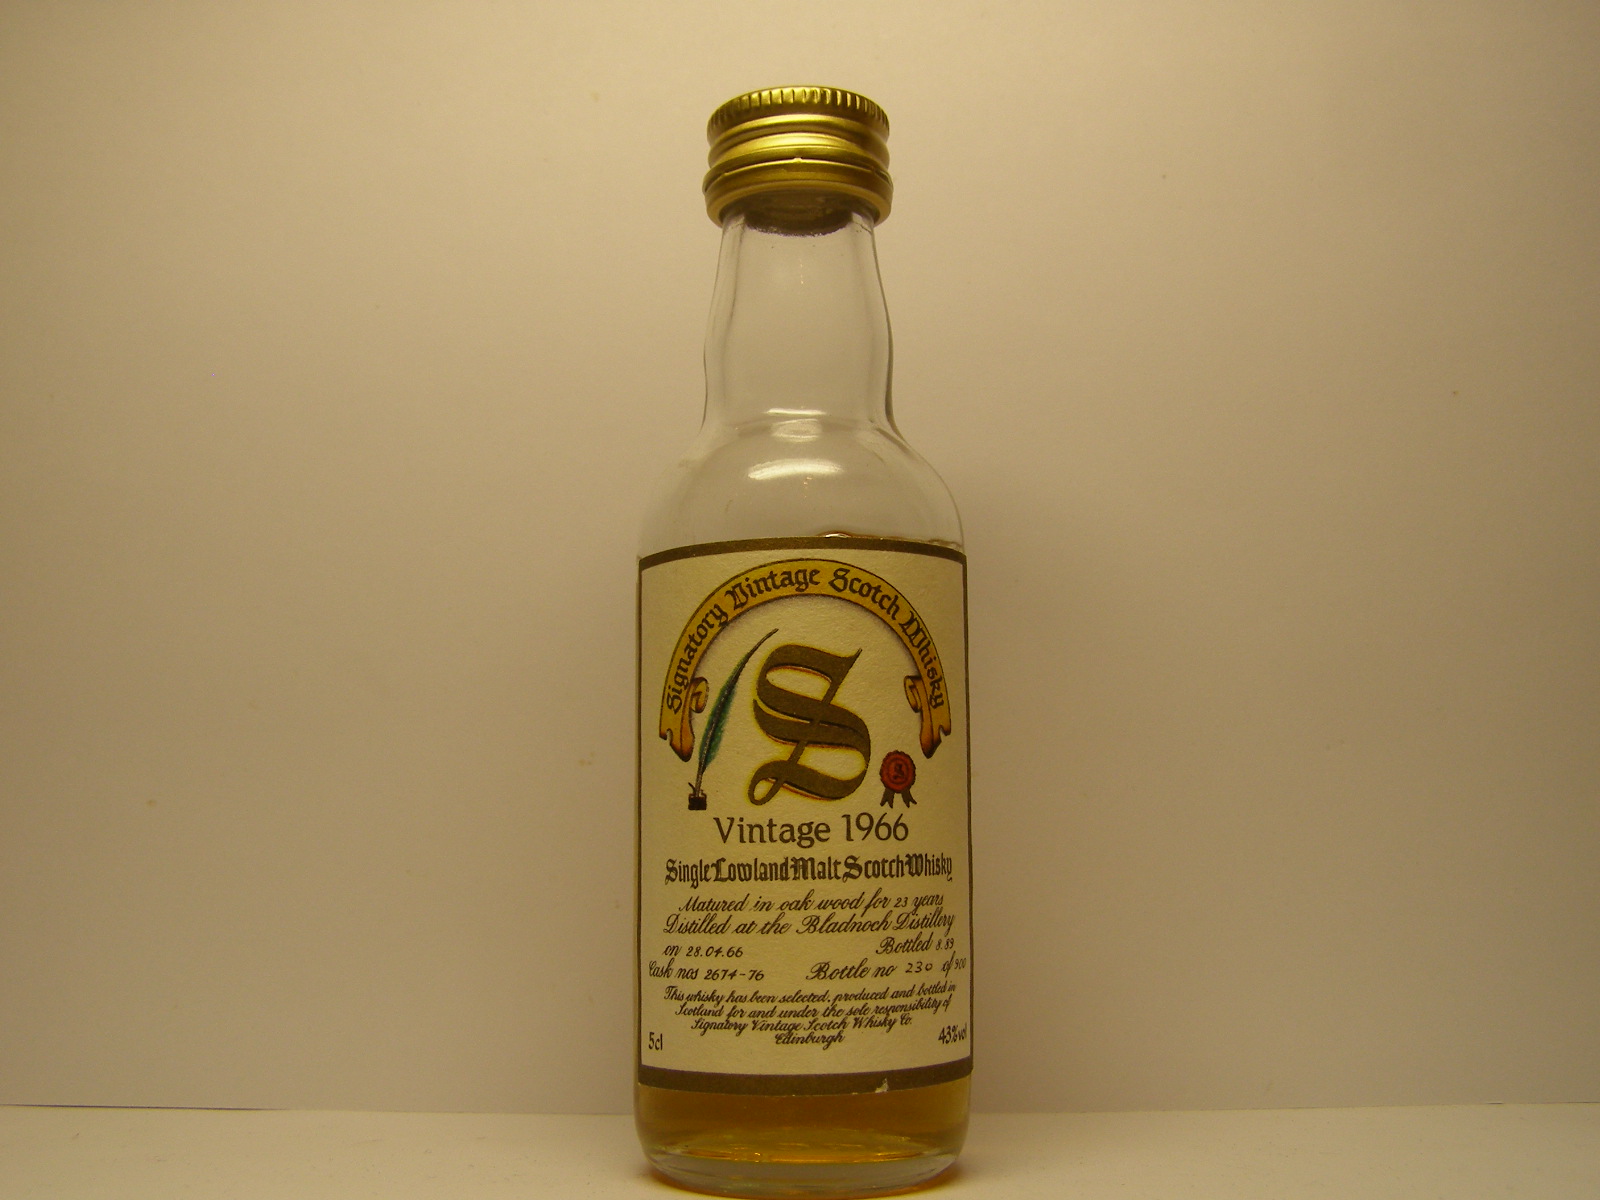 Signatory Vintage Scotch Whisky
S
S
Vintage 1966
Single Lowland Malt Scotch Whisky
Matured in oak wood for 23 years
Distilled at the Bladnoch Distillery
on 28.04.66 Bottled 8.89
Cask nos 2674-76 Bottle no 230 of 900
This whisky has been selected, produced and bottled in
Scotland for and under the sole responsibility of
Signatory Vintage Scotch Whisky Co.
Edinburgh
5cl 43%vol